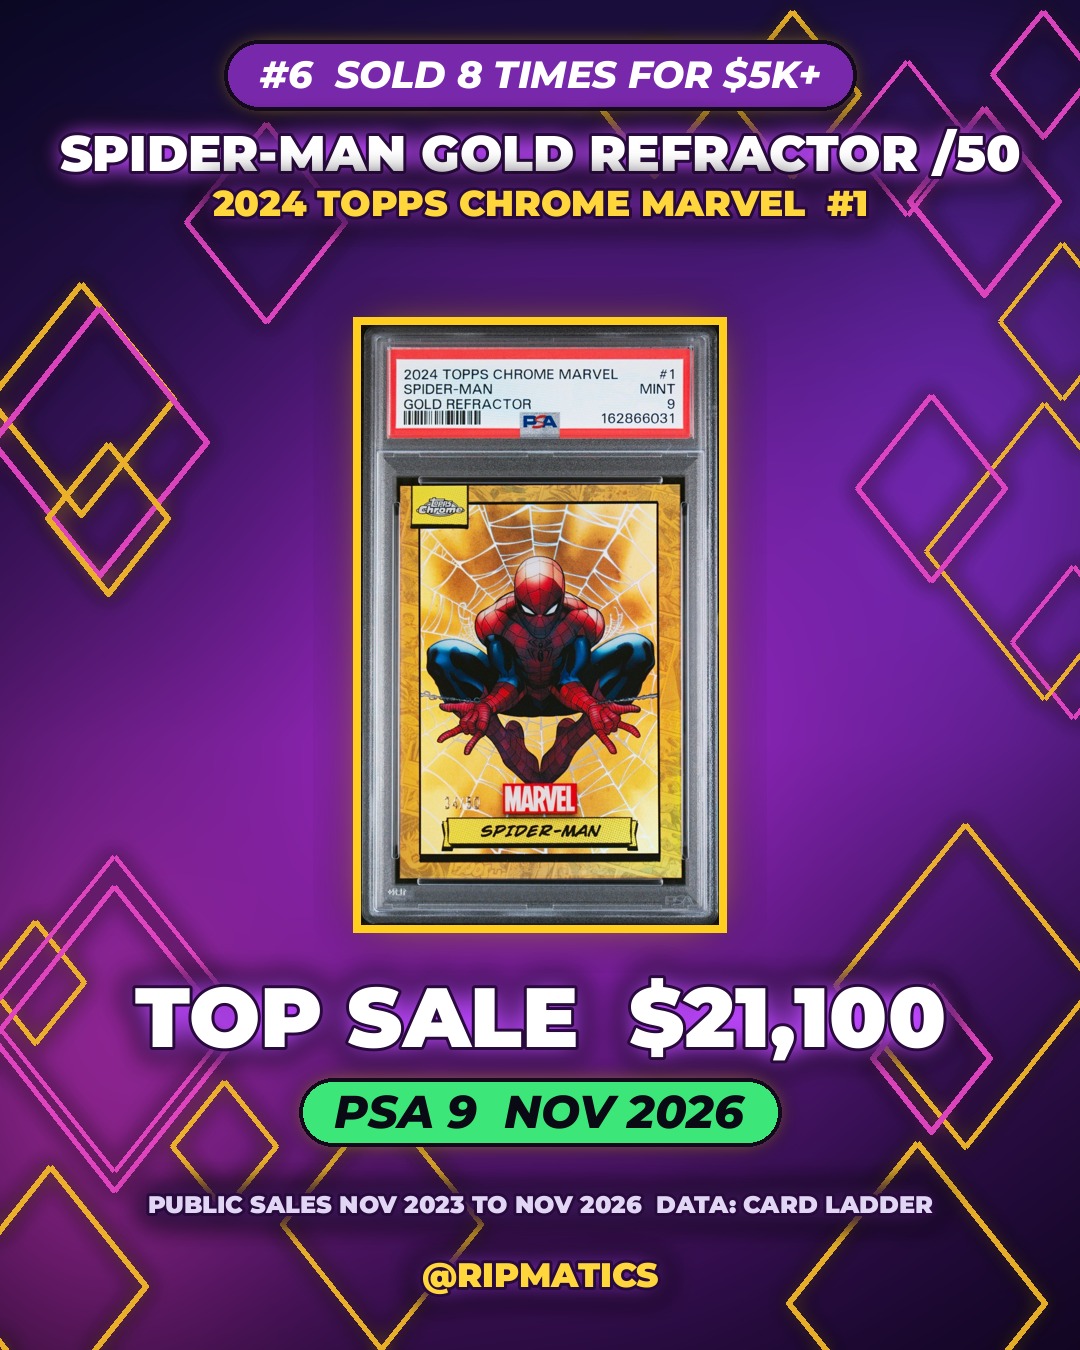 #6 SOLD 8 TIMES FOR $5K+
SPIDER-MAN GOLD REFRACTOR /50
2024 TOPPS CHROME MARVEL #1
2024 TOPPS CHROME MARVEL #1
SPIDER-MAN MINT
GOLD REFRACTOR 9
PSA 162866031
Topps Chrome
34/50
MARVEL
SPIDER-MAN
TOP SALE $21,100
PSA 9 NOV 2026
PUBLIC SALES NOV 2023 TO NOV 2026 DATA: CARD LADDER
@RIPMATICS